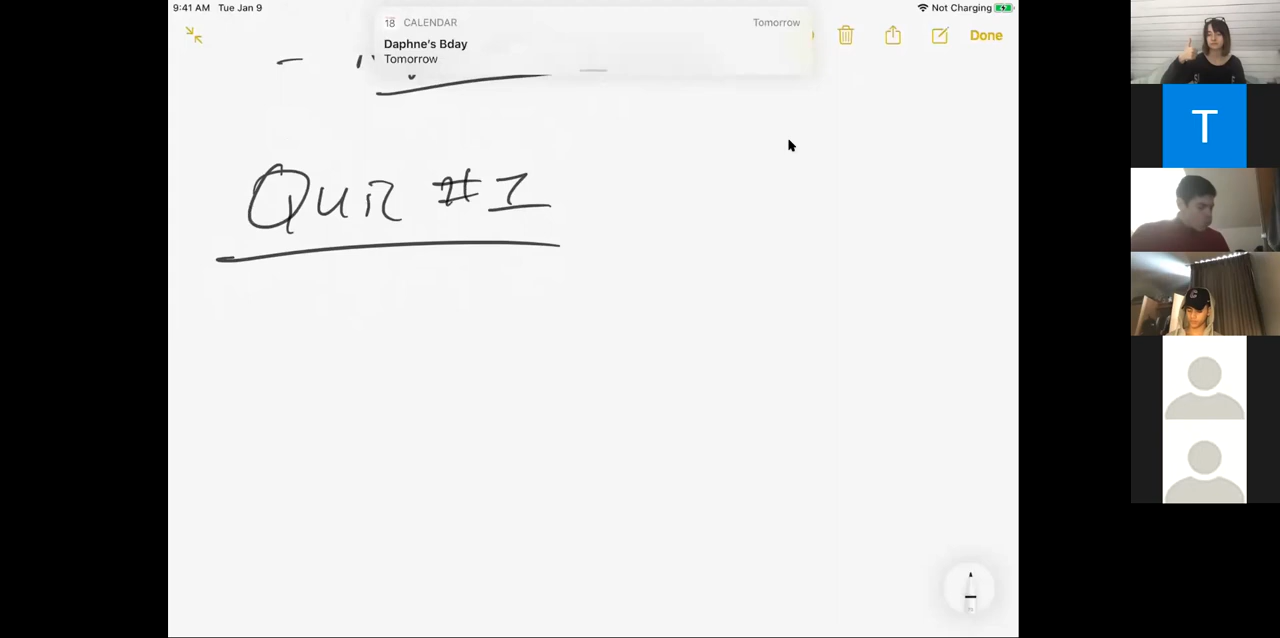 9:41 AM Tue Jan 9
Not Charging
18 CALENDAR
Tomorrow
Daphne's Bday
Tomorrow
Done
Quiz #1
T
C